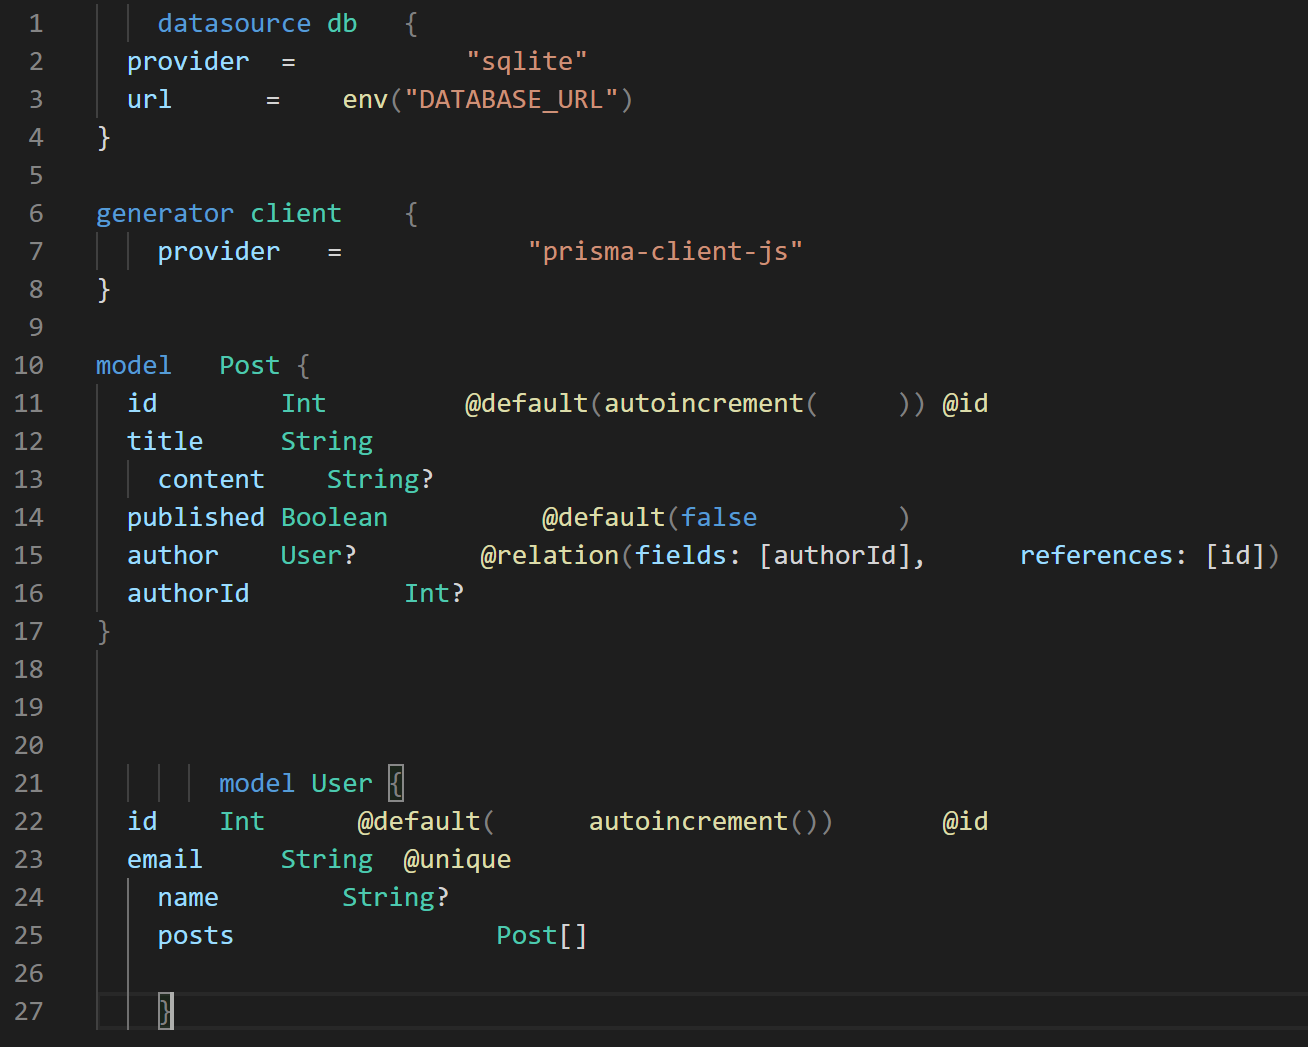 1 datasource db {
2 provider = "sqlite"
3 url = env("DATABASE_URL")
4 }
5
6 generator client {
7 provider = "prisma-client-js"
8 }
9
10 model Post {
11 id Int @default(autoincrement( )) @id
12 title String
13 content String?
14 published Boolean @default(false )
15 author User? @relation(fields: [authorId], references: [id])
16 authorId Int?
17 }
18
19
20
21 model User {
22 id Int @default( autoincrement()) @id
23 email String @unique
24 name String?
25 posts Post[]
26
27 }